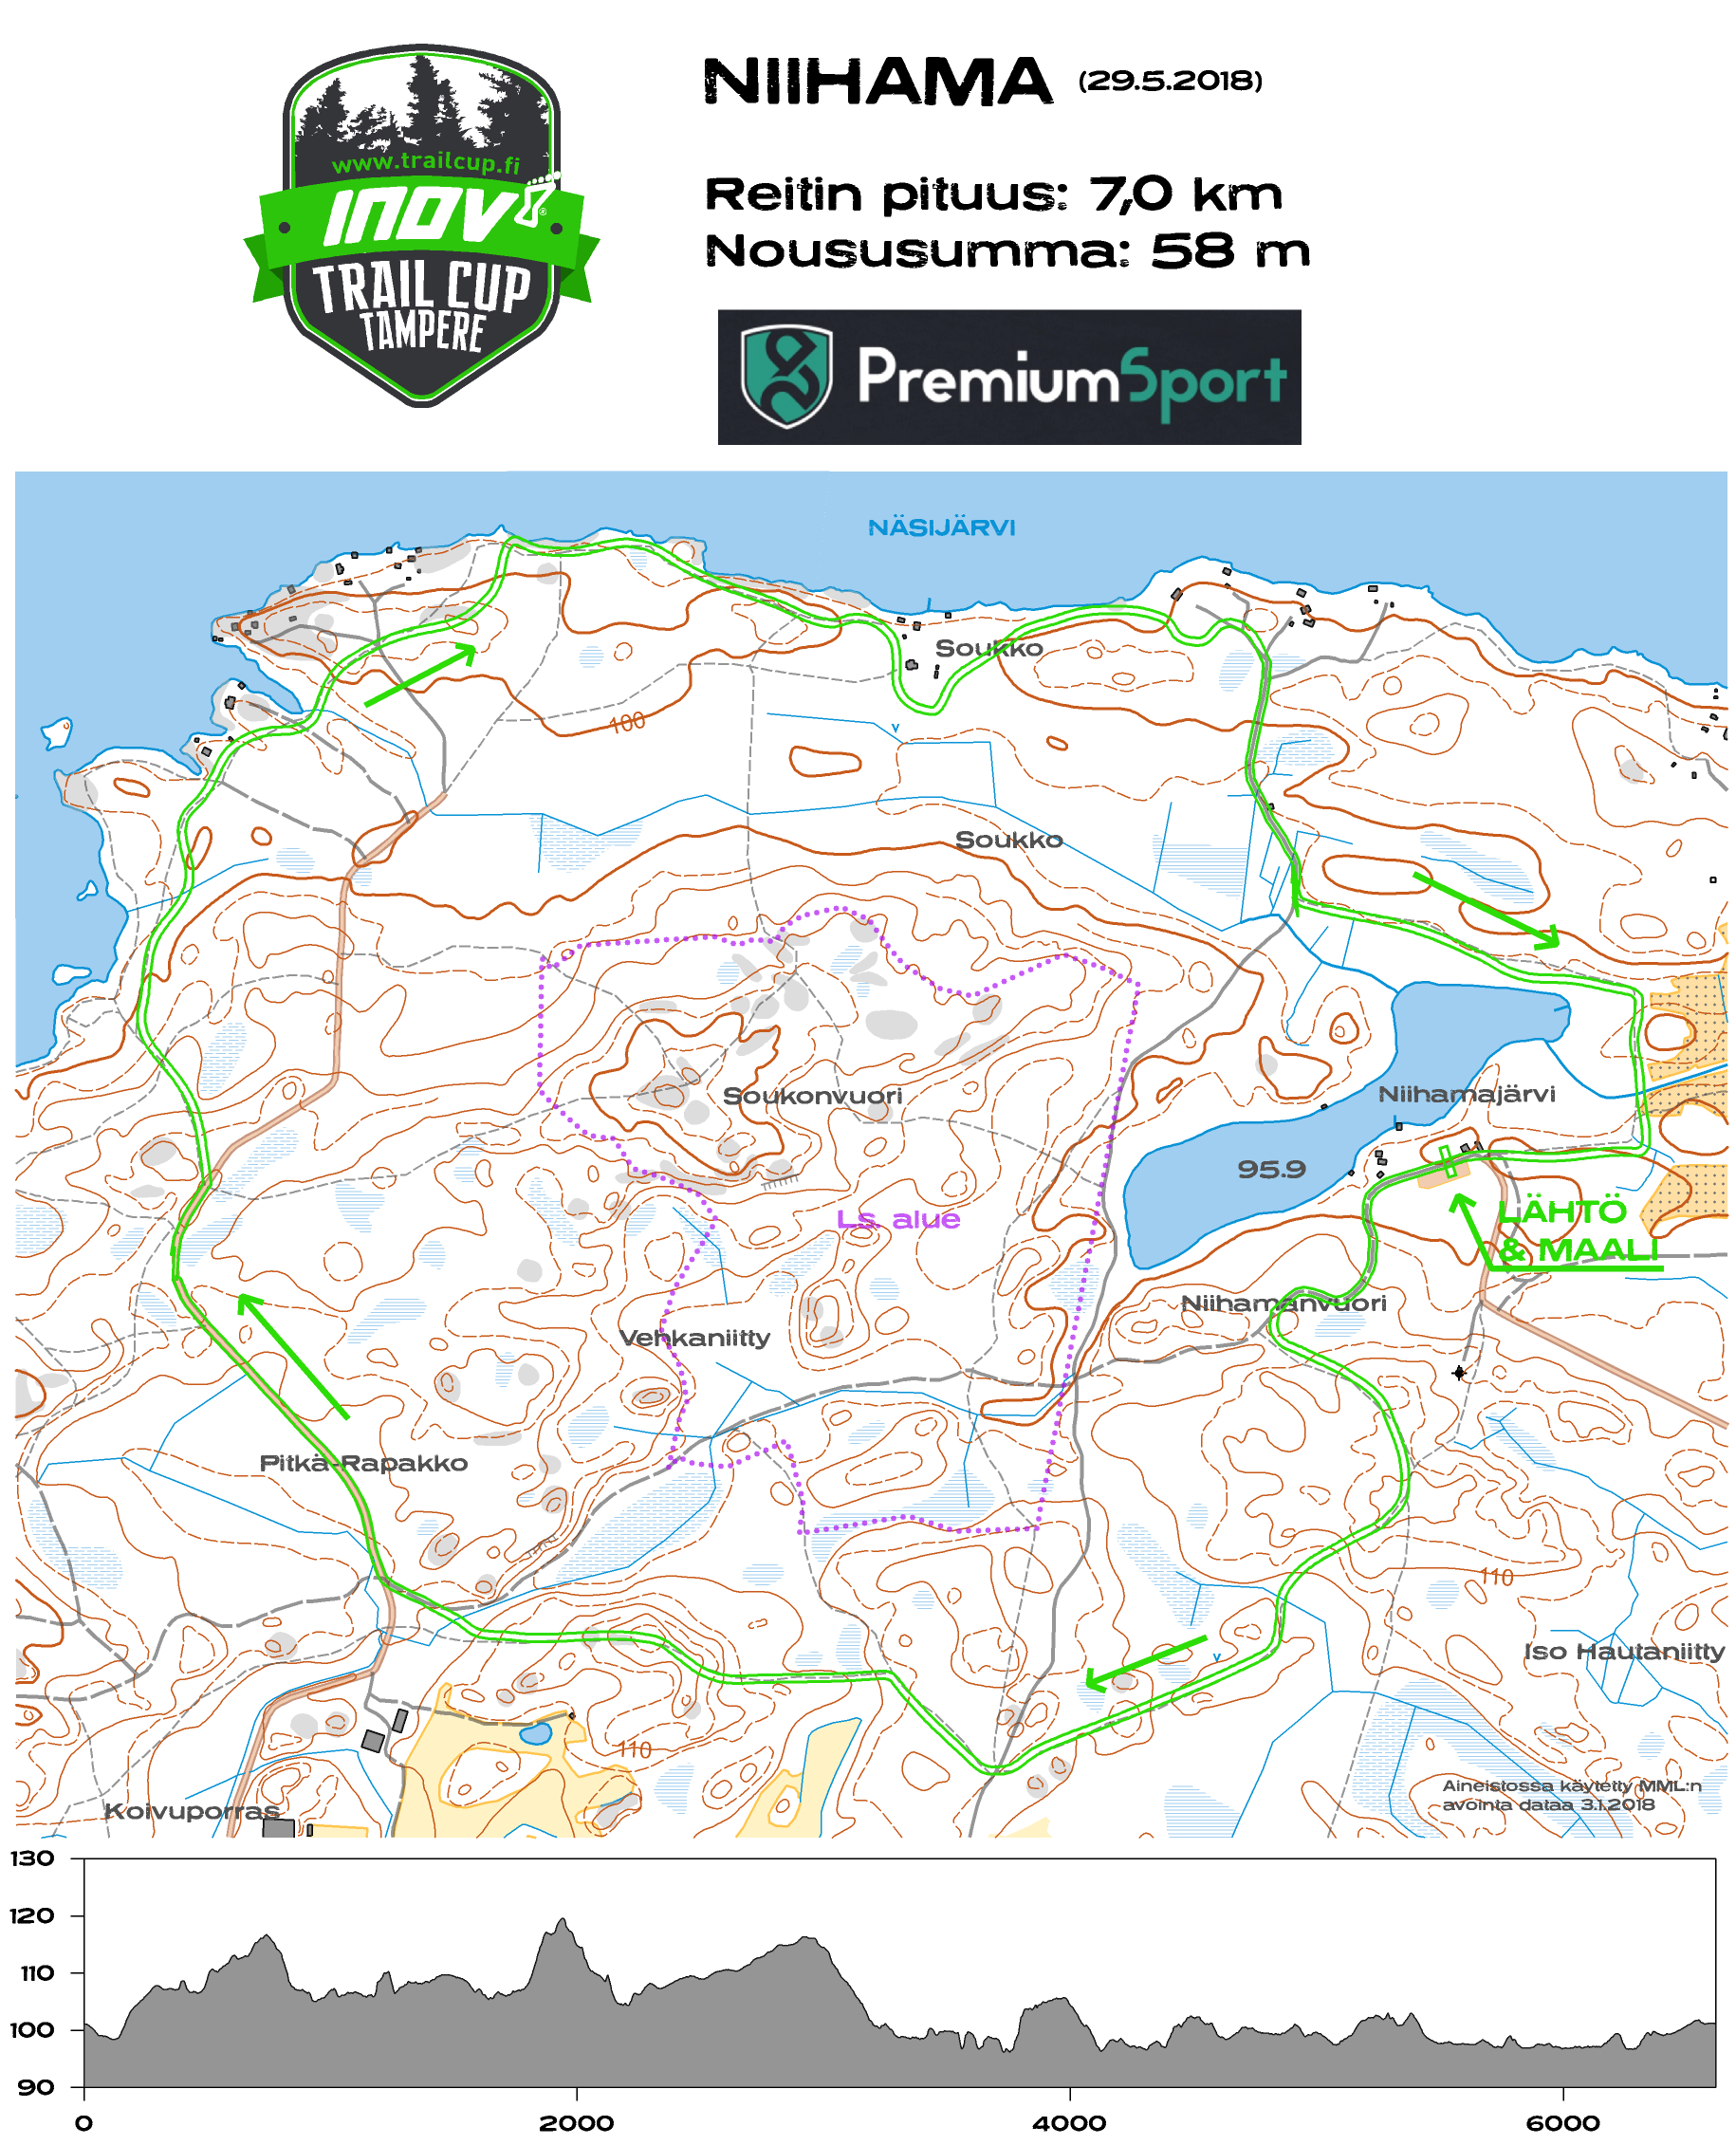 www.trailcup.fi
INOV8®
TRAIL CUP
TAMPERE
NIIHAMA (29.5.2018)
Reitin pituus: 7,0 km
Noususumma: 58 m
PremiumSport
NÄSIJÄRVI
Soukko
100
v
Soukko
Soukonvuori
Niihamajärvi
95.9
Ls. alue
LÄHTÖ
& MAALI
Niihamanvuori
Vehkaniitty
Pitkä-Rapakko
110
v
Iso Hautaniitty
110
Aineistossa käytetty MML:n
avointa dataa 3.1.2018
Koivuporras
130
120
110
100
90
0 2000 4000 6000